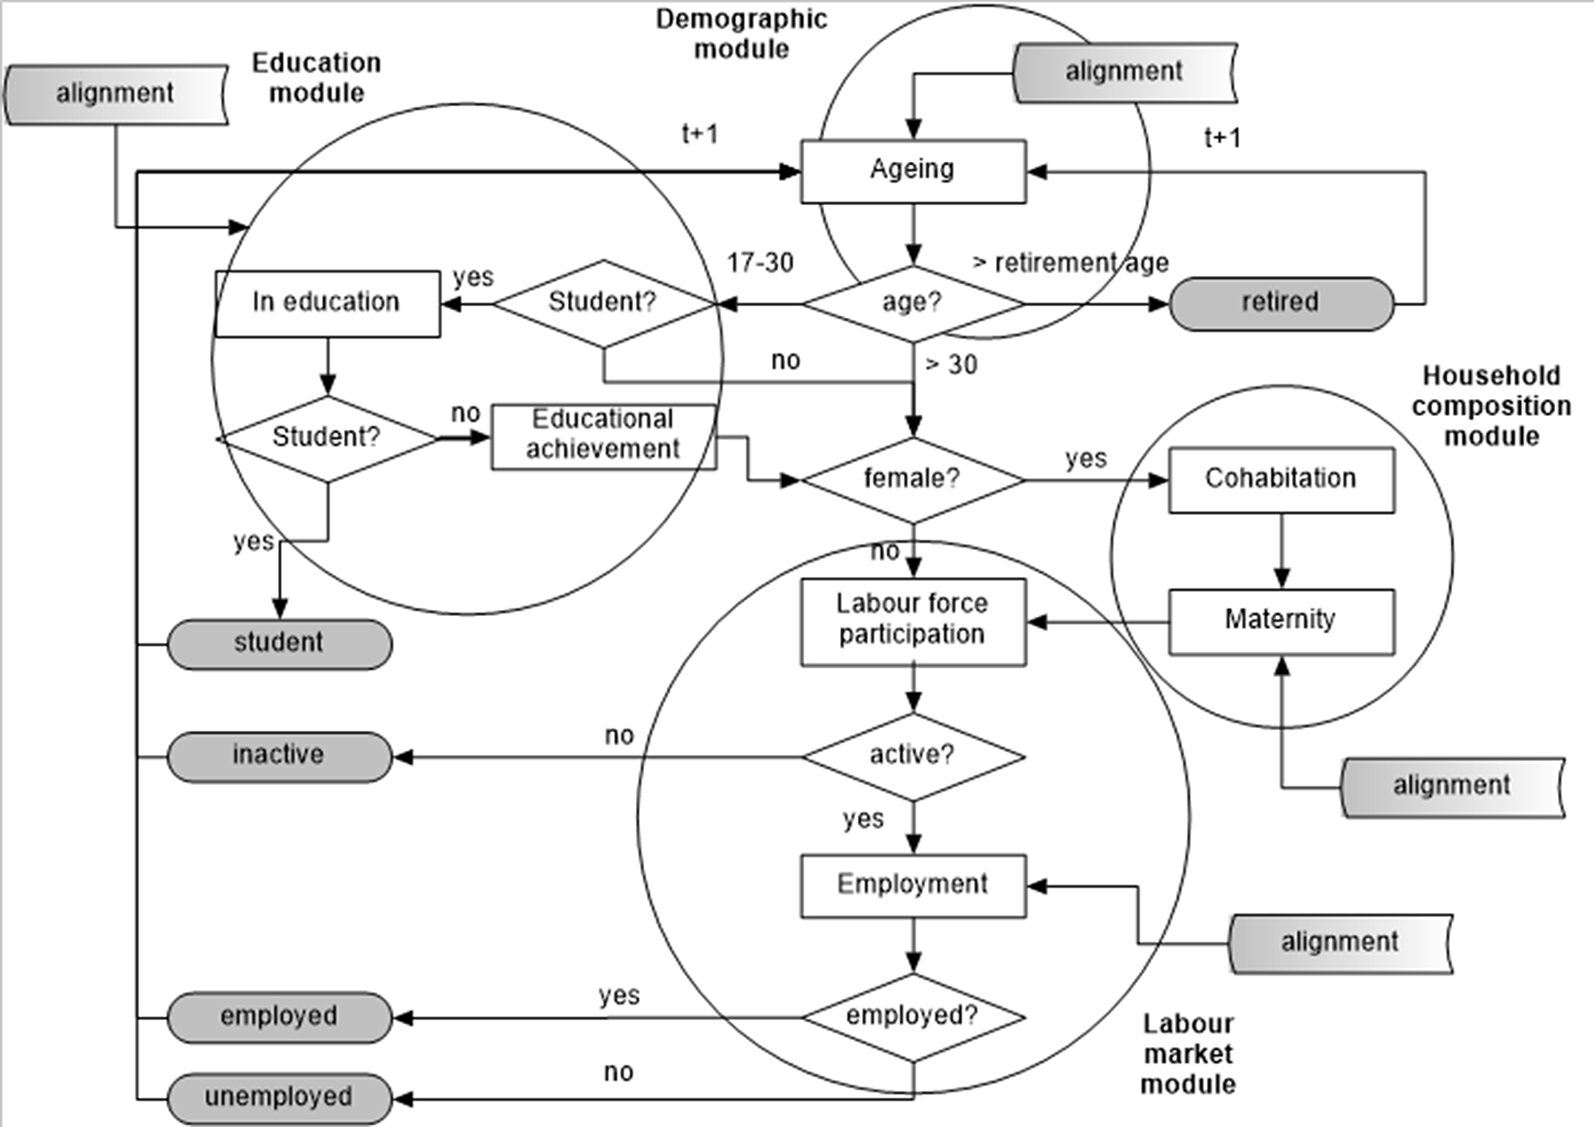 Demographic
module
Education
module
alignment
alignment
t+1
t+1
Ageing
17-30
> retirement age
yes
In education
Student?
age?
retired
no
> 30
Household
composition
module
Student?
no
Educational
achievement
female?
yes
Cohabitation
yes
no
Labour force
participation
Maternity
student
no
inactive
active?
alignment
yes
Employment
alignment
yes
employed
employed?
Labour
market
module
no
unemployed